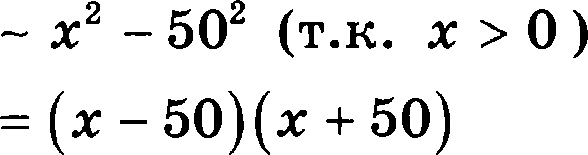 ~ x² − 50² (т.к. x > 0 )
= (x − 50)(x + 50)